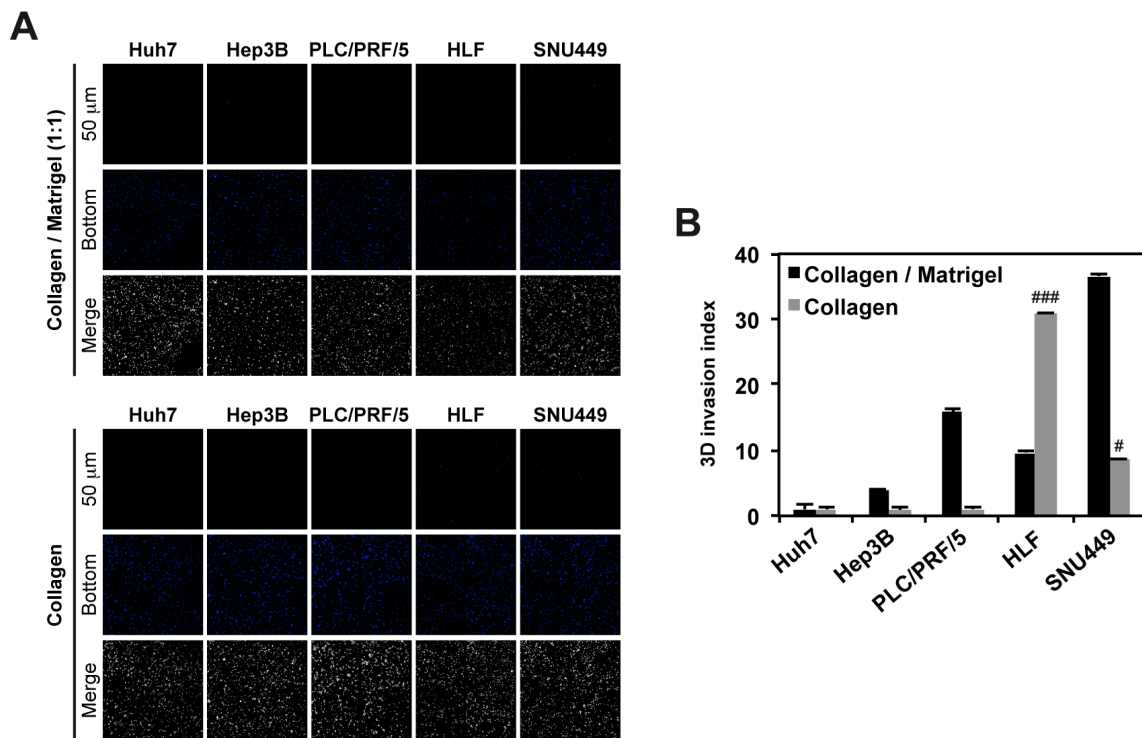 A
Huh7 Hep3B PLC/PRF/5 HLF SNU449
Collagen / Matrigel (1:1)
50 μm
Bottom
Merge
Huh7 Hep3B PLC/PRF/5 HLF SNU449
Collagen
50 μm
Bottom
Merge
B
3D invasion index
40
30
20
10
0
Collagen / Matrigel
Collagen
###
#
Huh7
Hep3B
PLC/PRF/5
HLF
SNU449